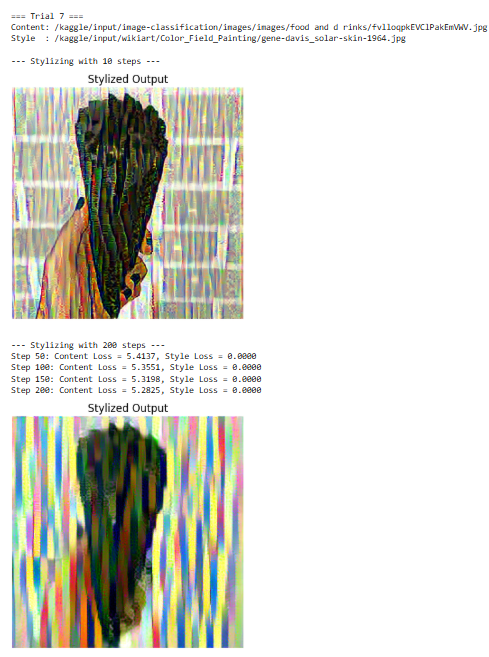 === Trial 7 ===
Content: /kaggle/input/image-classification/images/images/food and d rinks/fvlloqpkEVClPakEmVWV.jpg
Style  : /kaggle/input/wikiart/Color_Field_Painting/gene-davis_solar-skin-1964.jpg
--- Stylizing with 10 steps ---
Stylized Output
--- Stylizing with 200 steps ---
Step 50: Content Loss = 5.4137, Style Loss = 0.0000
Step 100: Content Loss = 5.3551, Style Loss = 0.0000
Step 150: Content Loss = 5.3198, Style Loss = 0.0000
Step 200: Content Loss = 5.2825, Style Loss = 0.0000
Stylized Output